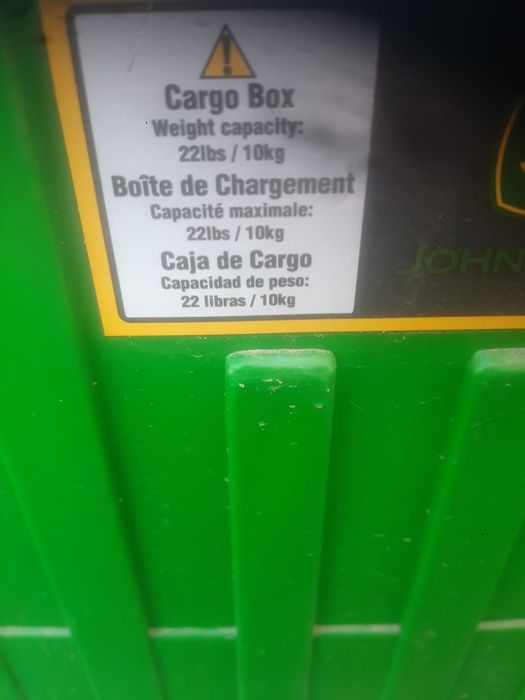 Cargo Box
Weight capacity:
22lbs / 10kg
Boîte de Chargement
Capacité maximale:
22lbs / 10kg
Caja de Cargo
Capacidad de peso:
22 libras / 10kg
JOHN